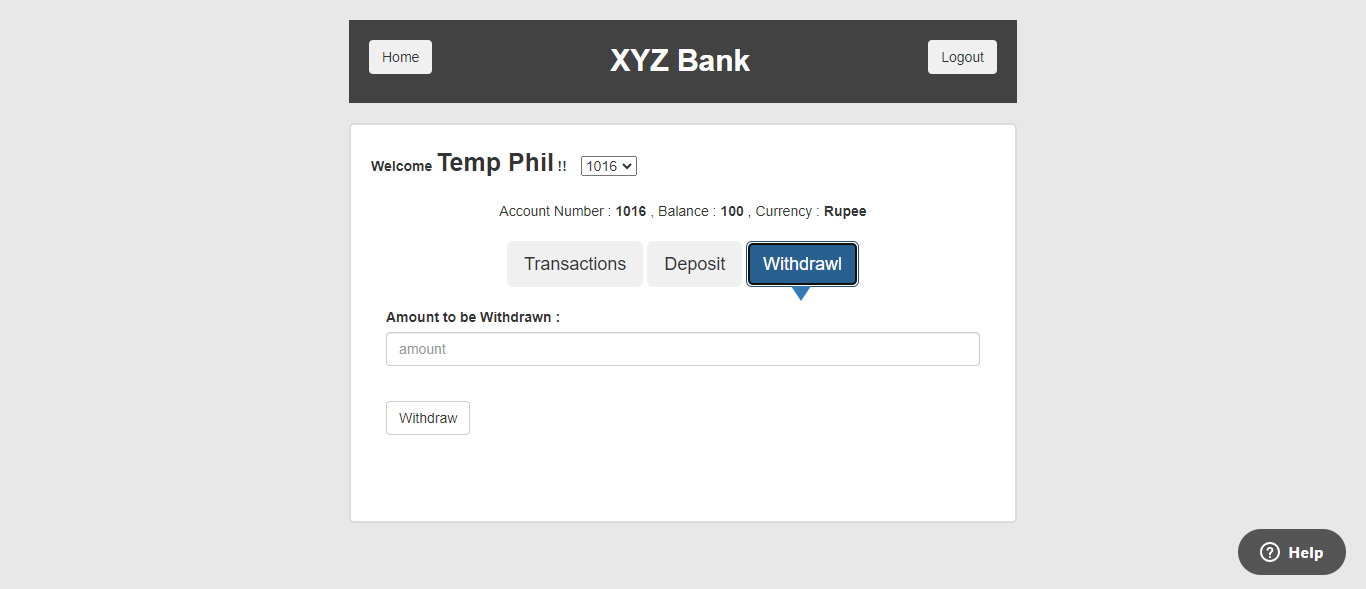 Home XYZ Bank Logout
Welcome Temp Phil !! 1016
Account Number : 1016 , Balance : 100 , Currency : Rupee
Transactions Deposit Withdrawl
Amount to be Withdrawn :
amount
Withdraw
? Help